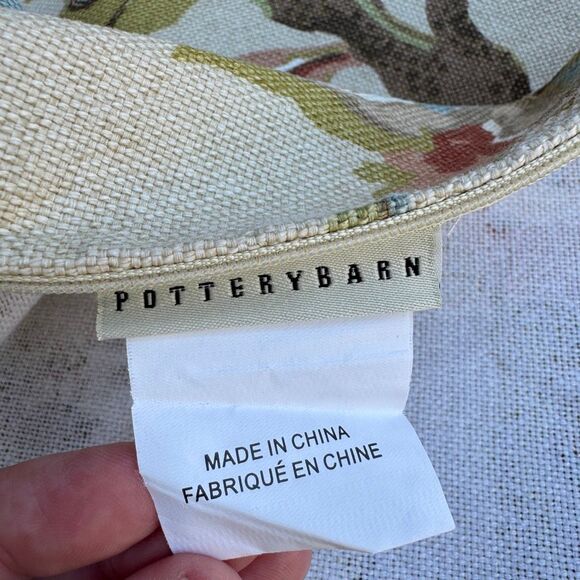 POTTERYBARN
MADE IN CHINA
FABRIQUÉ EN CHINE